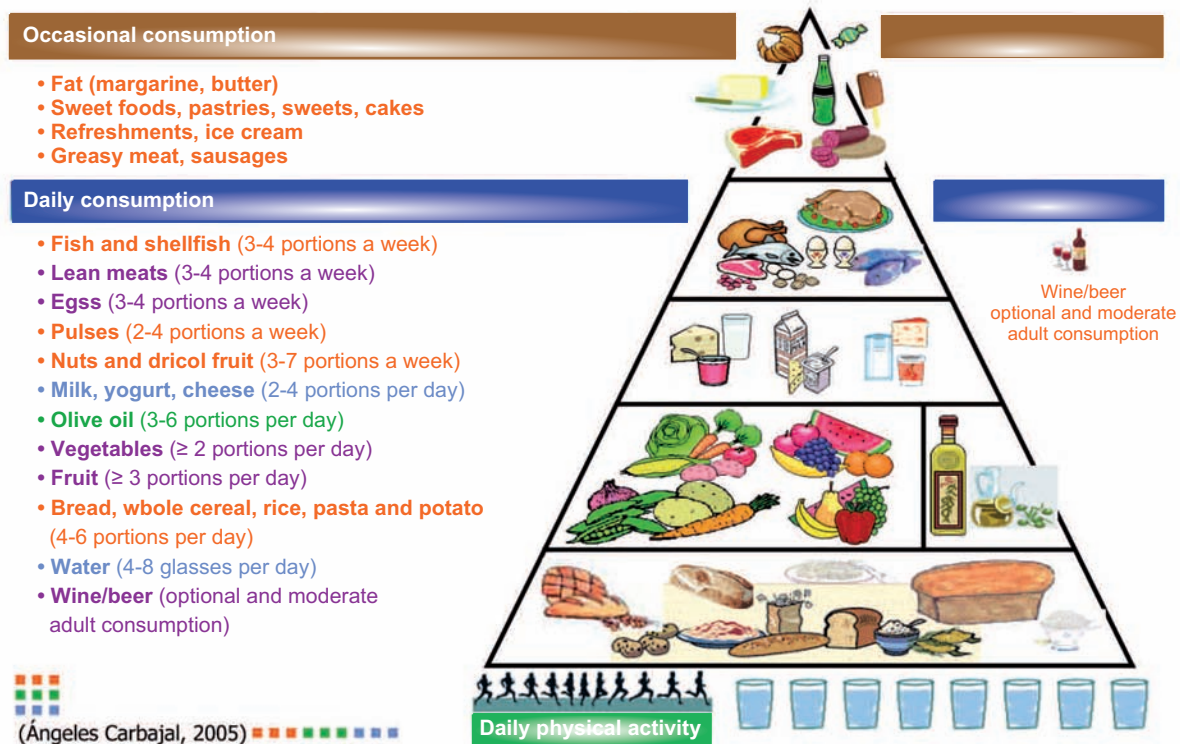 Occasional consumption
• Fat (margarine, butter)
• Sweet foods, pastries, sweets, cakes
• Refreshments, ice cream
• Greasy meat, sausages
Daily consumption
• Fish and shellfish (3-4 portions a week)
• Lean meats (3-4 portions a week)
• Egss (3-4 portions a week)
• Pulses (2-4 portions a week)
• Nuts and dricol fruit (3-7 portions a week)
• Milk, yogurt, cheese (2-4 portions per day)
• Olive oil (3-6 portions per day)
• Vegetables (≥ 2 portions per day)
• Fruit (≥ 3 portions per day)
• Bread, wbole cereal, rice, pasta and potato
(4-6 portions per day)
• Water (4-8 glasses per day)
• Wine/beer (optional and moderate
adult consumption)
Wine/beer
optional and moderate
adult consumption
Daily physical activity
(Ángeles Carbajal, 2005)